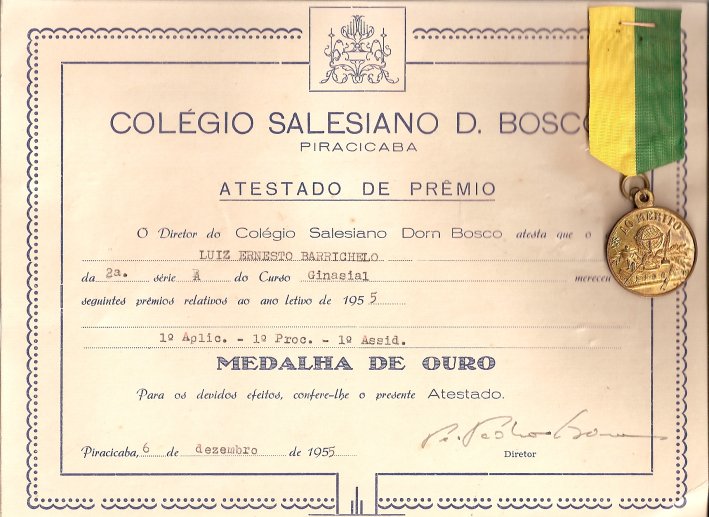 COLÉGIO SALESIANO D. BOSCO
PIRACICABA
ATESTADO DE PRÊMIO
O Diretor do Colégio Salesiano Dom Bosco atesta que o
LUIZ ERNESTO BARRICHELO
da 2a. série A do Curso Ginasial mereceu
seguintes prêmios relativos ao ano letivo de 1955
1º Aplic. - 1º Proc. - 1º Assid.
MEDALHA DE OURO
Para os devidos efeitos, confere-lhe o presente Atestado.
Piracicaba, 6 de dezembro de 1955
Diretor
AO MERITO